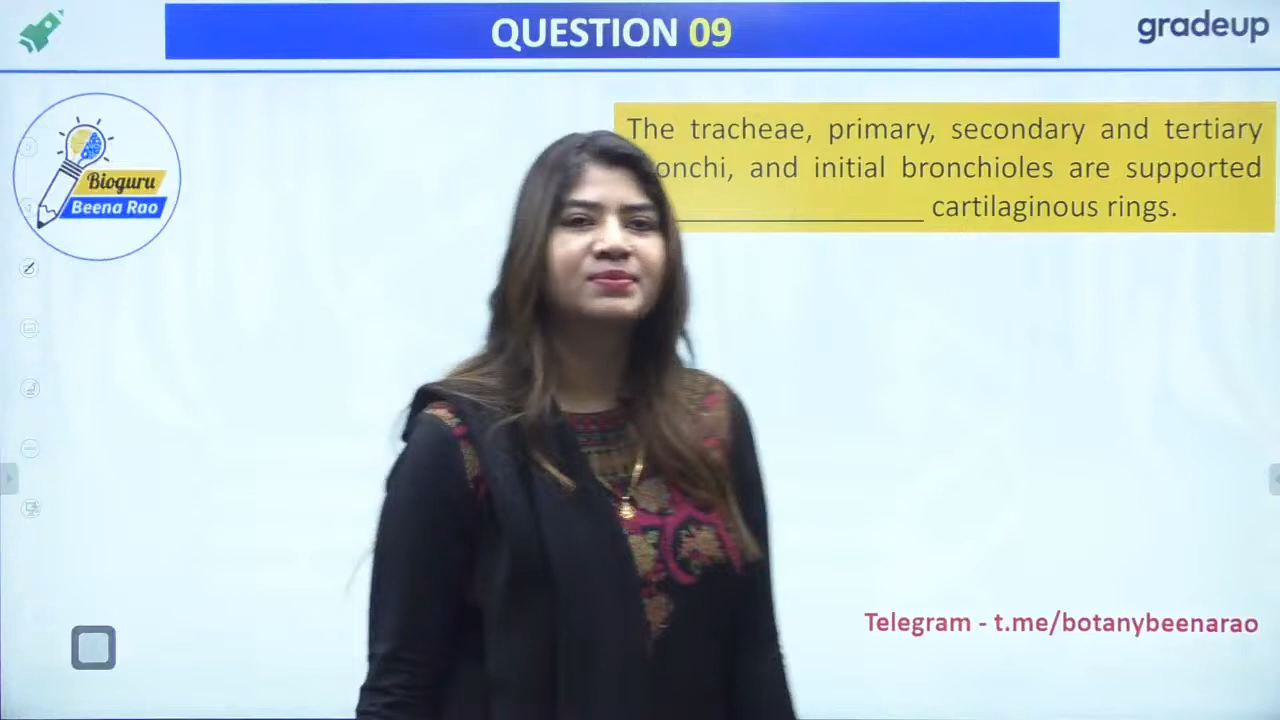 QUESTION 09
gradeup
Bioguru
Beena Rao
The tracheae, primary, secondary and tertiary
onchi, and initial bronchioles are supported
____________________ cartilaginous rings.
Telegram - t.me/botanybeenarao